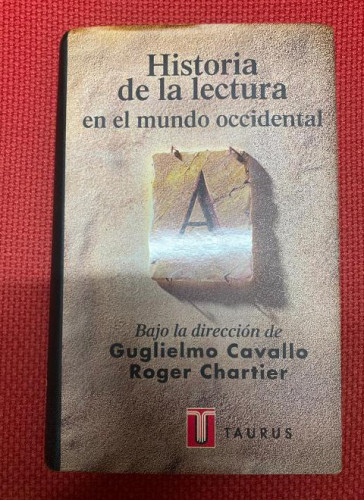 Historia
de la lectura
en el mundo occidental
A
Bajo la dirección de
Guglielmo Cavallo
Roger Chartier
TAURUS